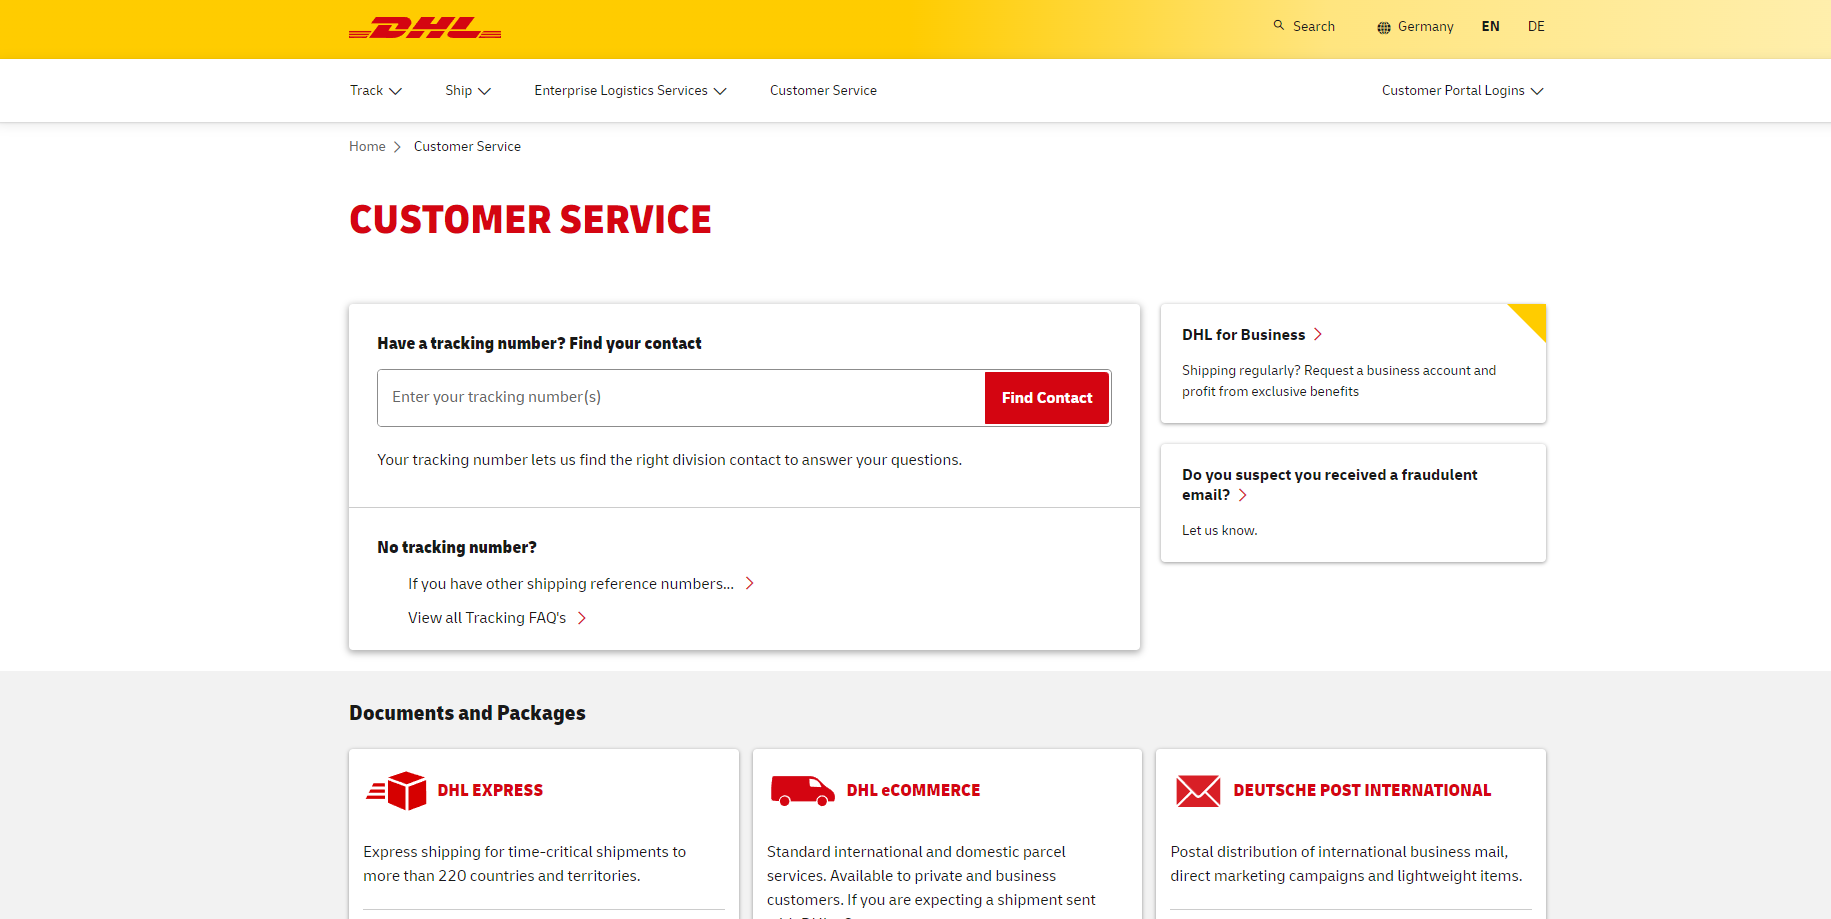 DHL
Search
Germany
EN
DE
Track
Ship
Enterprise Logistics Services
Customer Service
Customer Portal Logins
Home
Customer Service
CUSTOMER SERVICE
Have a tracking number? Find your contact
Enter your tracking number(s)
Find Contact
Your tracking number lets us find the right division contact to answer your questions.
No tracking number?
If you have other shipping reference numbers...
View all Tracking FAQ's
DHL for Business
Shipping regularly? Request a business account and
profit from exclusive benefits
Do you suspect you received a fraudulent
email?
Let us know.
Documents and Packages
DHL EXPRESS
Express shipping for time-critical shipments to
more than 220 countries and territories.
DHL eCOMMERCE
Standard international and domestic parcel
services. Available to private and business
customers. If you are expecting a shipment sent
DEUTSCHE POST INTERNATIONAL
Postal distribution of international business mail,
direct marketing campaigns and lightweight items.